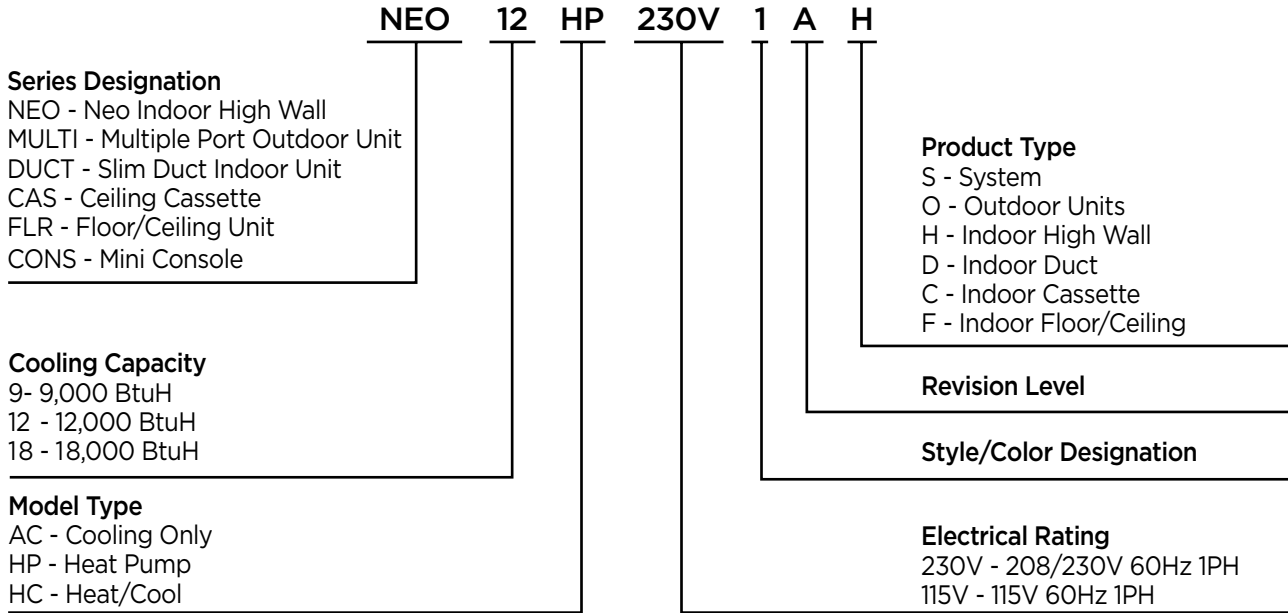 NEO 12 HP 230V 1 A H
Series Designation
NEO - Neo Indoor High Wall
MULTI - Multiple Port Outdoor Unit
DUCT - Slim Duct Indoor Unit
CAS - Ceiling Cassette
FLR - Floor/Ceiling Unit
CONS - Mini Console
Cooling Capacity
9- 9,000 BtuH
12 - 12,000 BtuH
18 - 18,000 BtuH
Model Type
AC - Cooling Only
HP - Heat Pump
HC - Heat/Cool
Product Type
S - System
O - Outdoor Units
H - Indoor High Wall
D - Indoor Duct
C - Indoor Cassette
F - Indoor Floor/Ceiling
Revision Level
Style/Color Designation
Electrical Rating
230V - 208/230V 60Hz 1PH
115V - 115V 60Hz 1PH